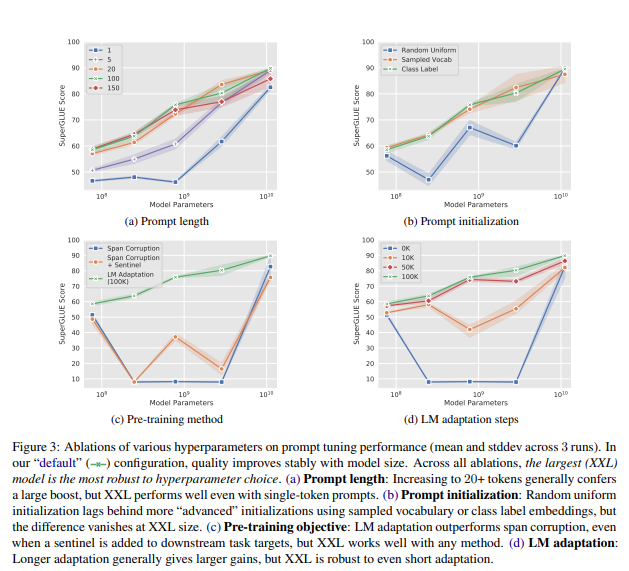 100
90
80
70
60
50
SuperGLUE Score
1
5
20
100
150
10⁸
10⁹
10¹⁰
Model Parameters
(a) Prompt length
100
90
80
70
60
50
SuperGLUE Score
Random Uniform
Sampled Vocab
Class Label
10⁸
10⁹
10¹⁰
Model Parameters
(b) Prompt initialization
100
90
80
70
60
50
40
30
20
10
SuperGLUE Score
Span Corruption
Span Corruption
+ Sentinel
LM Adaptation
(100K)
10⁸
10⁹
10¹⁰
Model Parameters
(c) Pre-training method
100
90
80
70
60
50
40
30
20
10
SuperGLUE Score
0K
10K
50K
100K
10⁸
10⁹
10¹⁰
Model Parameters
(d) LM adaptation steps
Figure 3: Ablations of various hyperparameters on prompt tuning performance (mean and stddev across 3 runs). In
our “default” ( ) configuration, quality improves stably with model size. Across all ablations, the largest (XXL)
model is the most robust to hyperparameter choice. (a) Prompt length: Increasing to 20+ tokens generally confers
a large boost, but XXL performs well even with single-token prompts. (b) Prompt initialization: Random uniform
initialization lags behind more “advanced” initializations using sampled vocabulary or class label embeddings, but
the difference vanishes at XXL size. (c) Pre-training objective: LM adaptation outperforms span corruption, even
when a sentinel is added to downstream task targets, but XXL works well with any method. (d) LM adaptation:
Longer adaptation generally gives larger gains, but XXL is robust to even short adaptation.